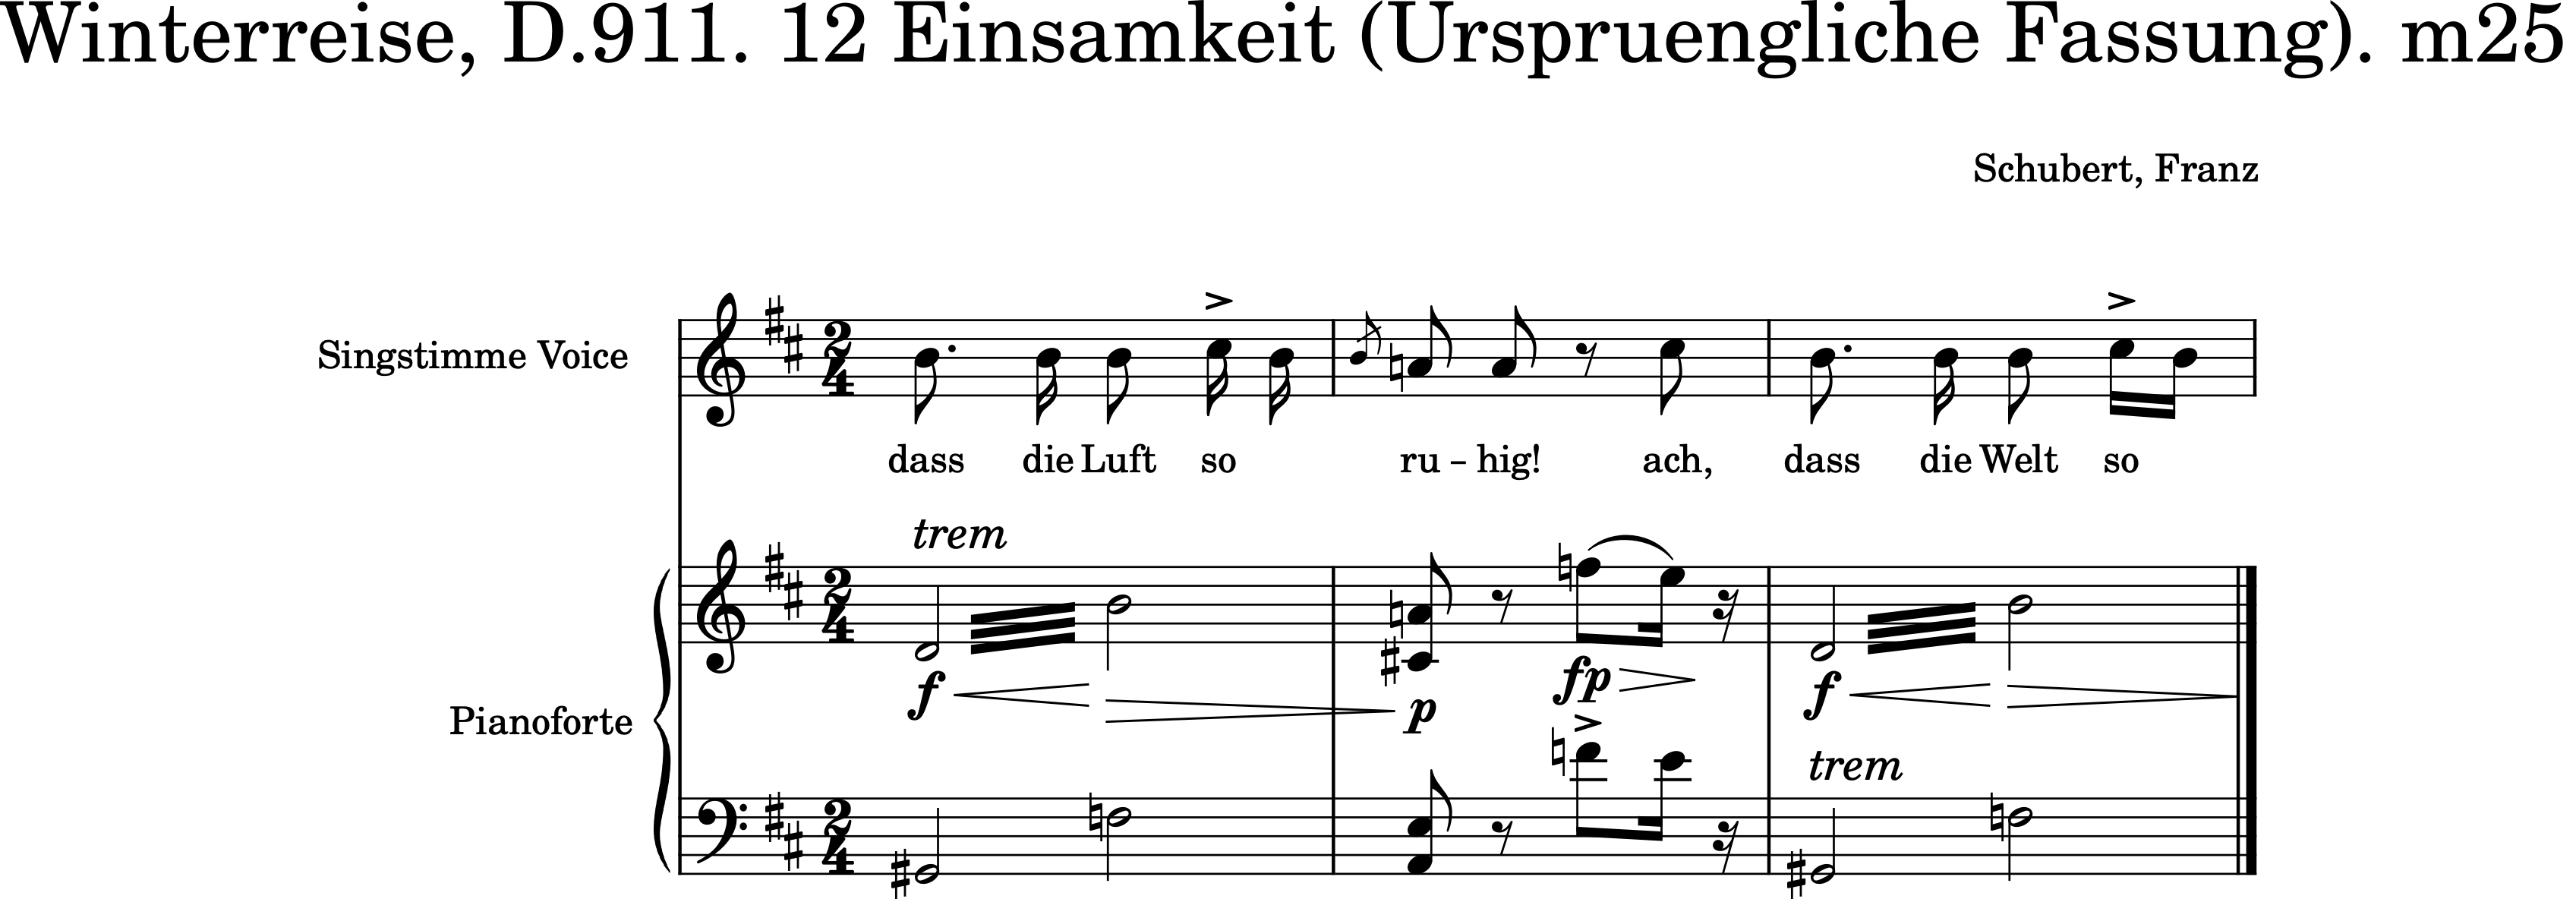 Winterreise, D.911. 12 Einsamkeit (Urspruengliche Fassung). m25
Schubert, Franz
Singstimme Voice
dass die Luft so ru – hig! ach, dass die Welt so
trem
f p fp f
Pianoforte
trem